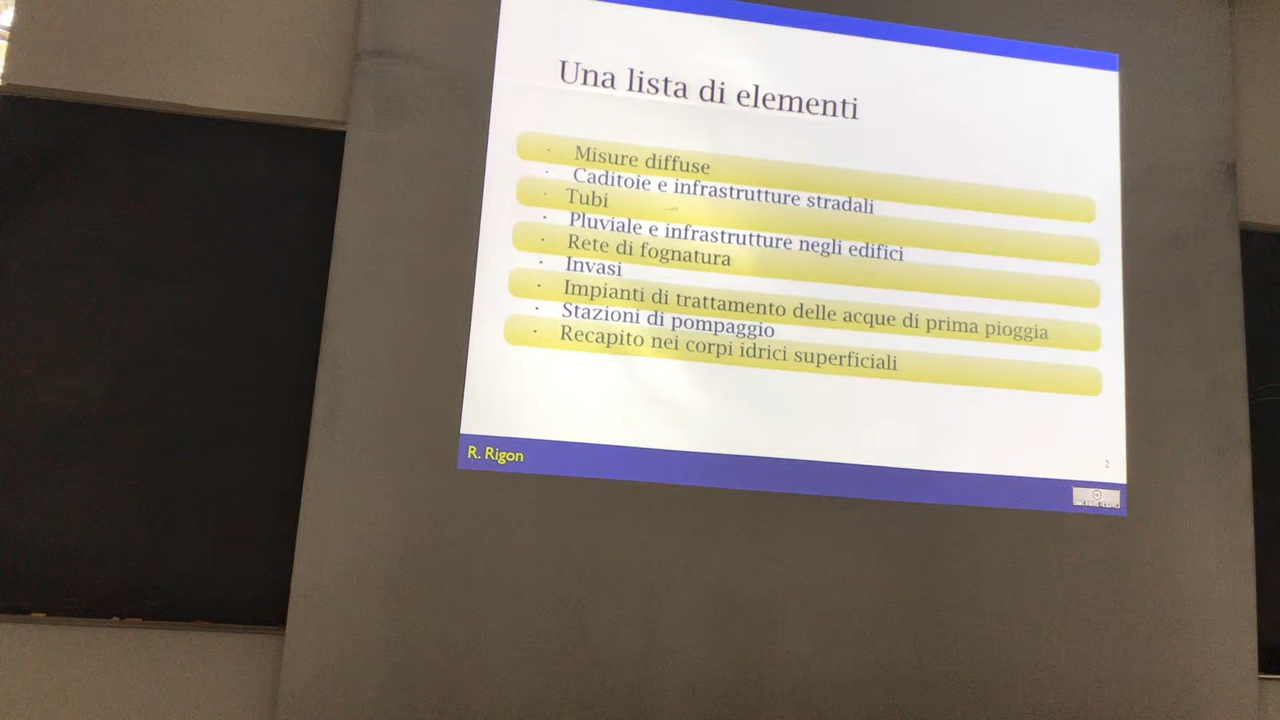 Una lista di elementi
· Misure diffuse
· Caditoie e infrastrutture stradali
· Tubi
· Pluviale e infrastrutture negli edifici
· Rete di fognatura
· Invasi
· Impianti di trattamento delle acque di prima pioggia
· Stazioni di pompaggio
· Recapito nei corpi idrici superficiali
R. Rigon
2